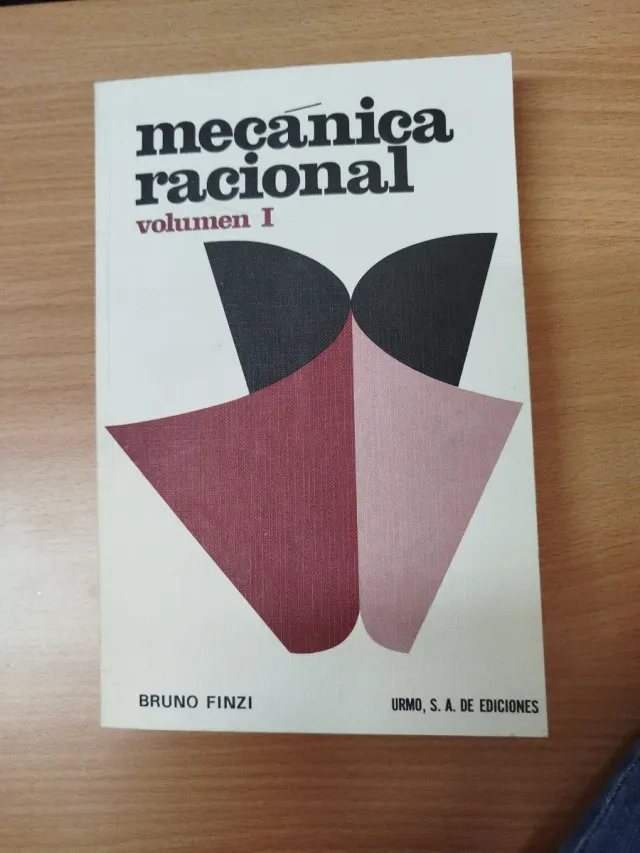 mecánica
racional
volumen I
BRUNO FINZI
URMO, S. A. DE EDICIONES